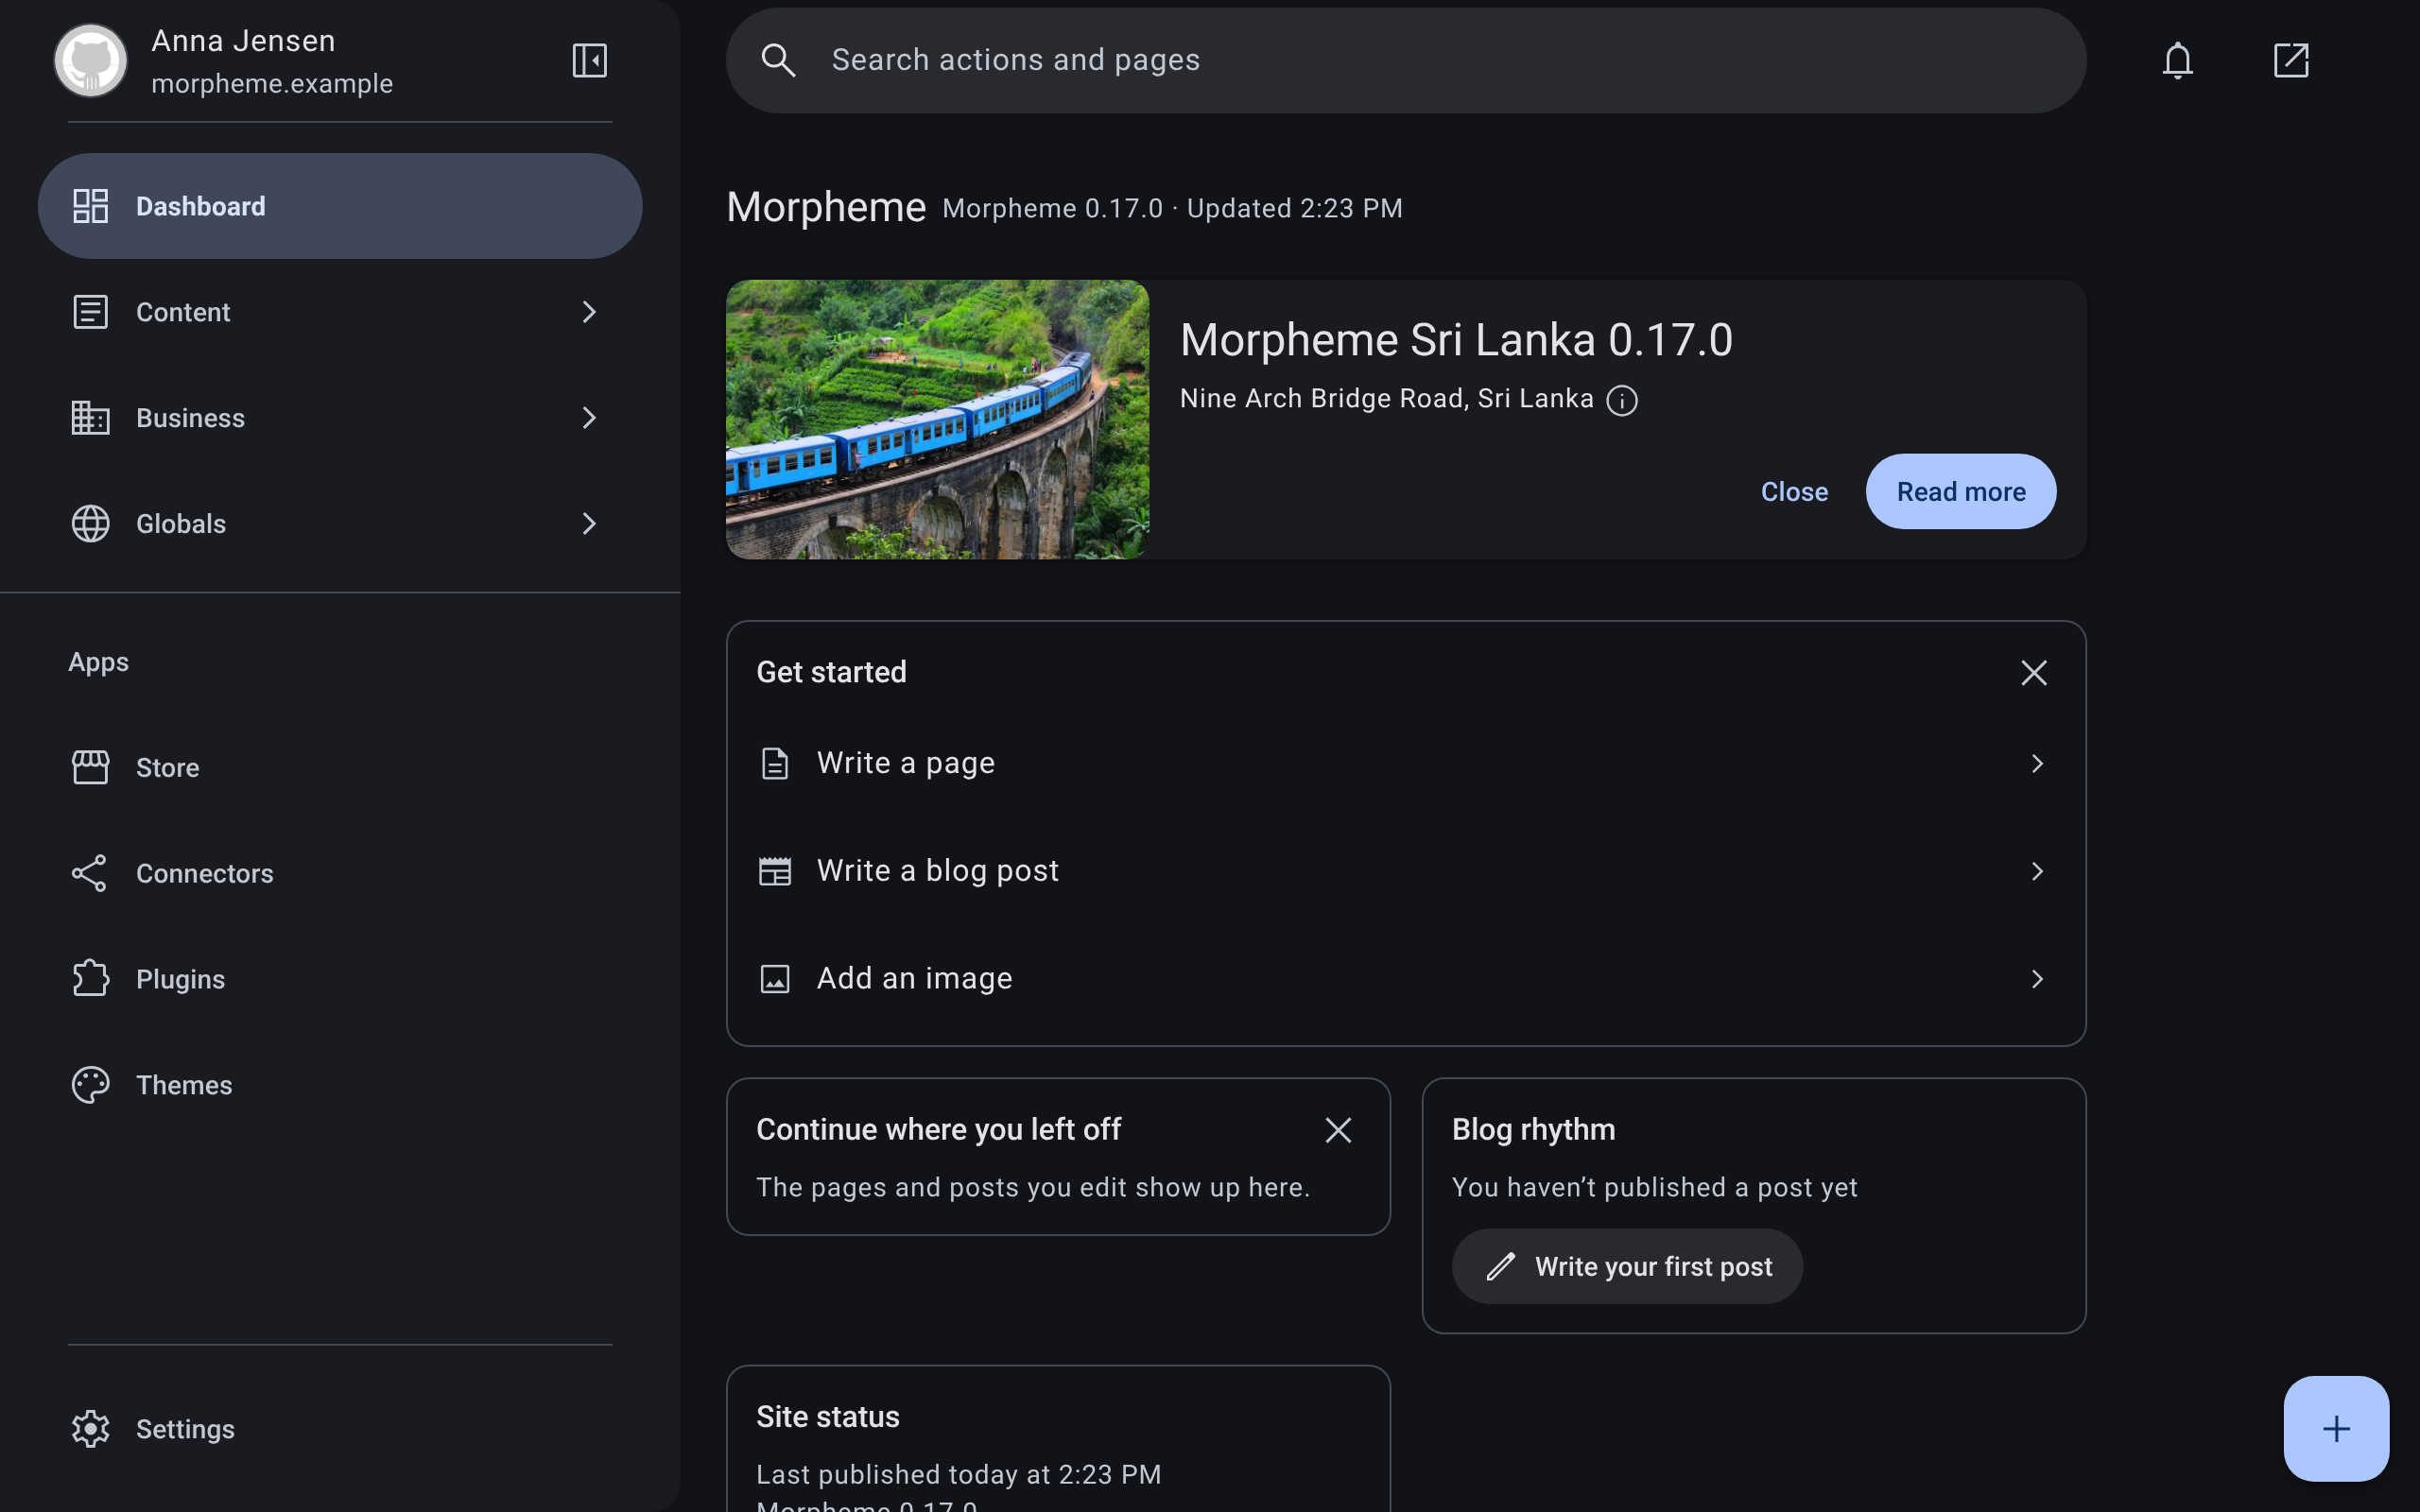 Anna Jensen
morpheme.example
Dashboard
Content
Business
Globals
Apps
Store
Connectors
Plugins
Themes
Settings
Search actions and pages
Morpheme Morpheme 0.17.0 · Updated 2:23 PM
Morpheme Sri Lanka 0.17.0
Nine Arch Bridge Road, Sri Lanka
Close Read more
Get started
Write a page
Write a blog post
Add an image
Continue where you left off
The pages and posts you edit show up here.
Blog rhythm
You haven’t published a post yet
Write your first post
Site status
Last published today at 2:23 PM
Morpheme 0.17.0